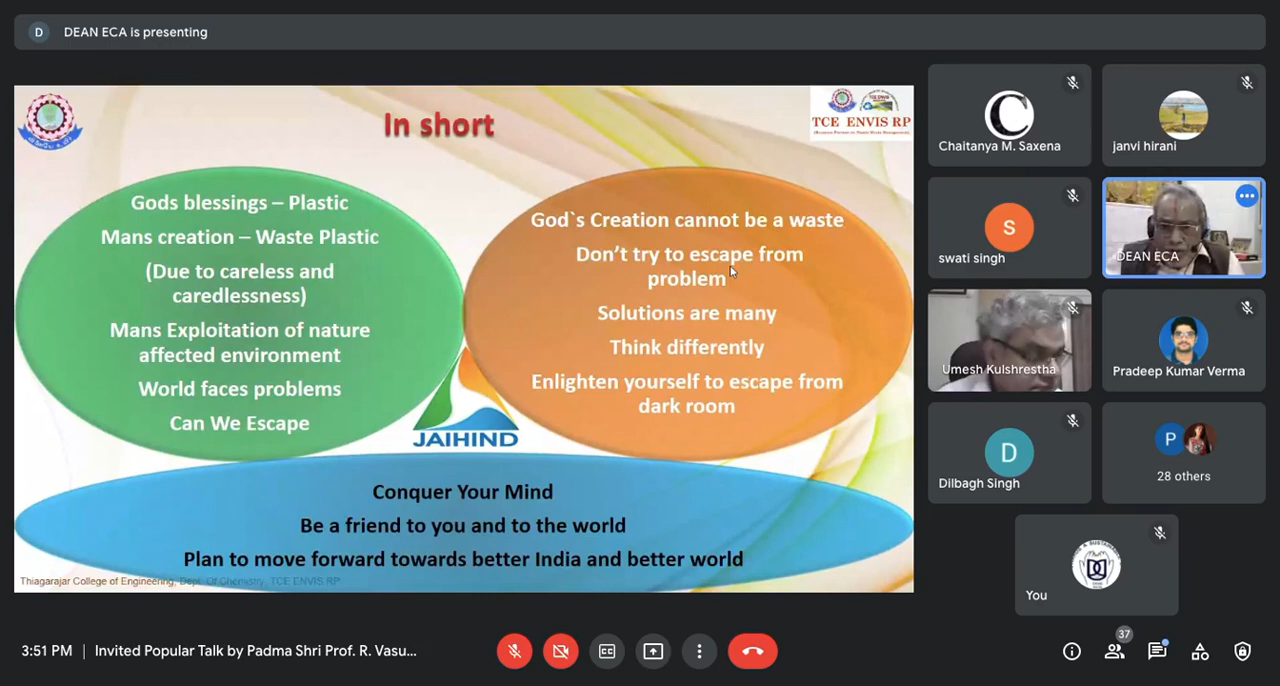 D DEAN ECA is presenting
In short
TCE ENVIS RP
Gods blessings – Plastic
Mans creation – Waste Plastic
(Due to careless and
caredlessness)
Mans Exploitation of nature
affected environment
World faces problems
Can We Escape
God`s Creation cannot be a waste
Don’t try to escape from
problem
Solutions are many
Think differently
Enlighten yourself to escape from
dark room
JAIHIND
Conquer Your Mind
Be a friend to you and to the world
Plan to move forward towards better India and better world
Thiagarajar College of Engineering, Dept. Of Chemistry, TCE ENVIS RP
C
Chaitanya M. Saxena
janvi hirani
S
swati singh
DEAN ECA
Umesh Kulshrestha
Pradeep Kumar Verma
D
Dilbagh Singh
P
28 others
You
3:51 PM | Invited Popular Talk by Padma Shri Prof. R. Vasu...
37